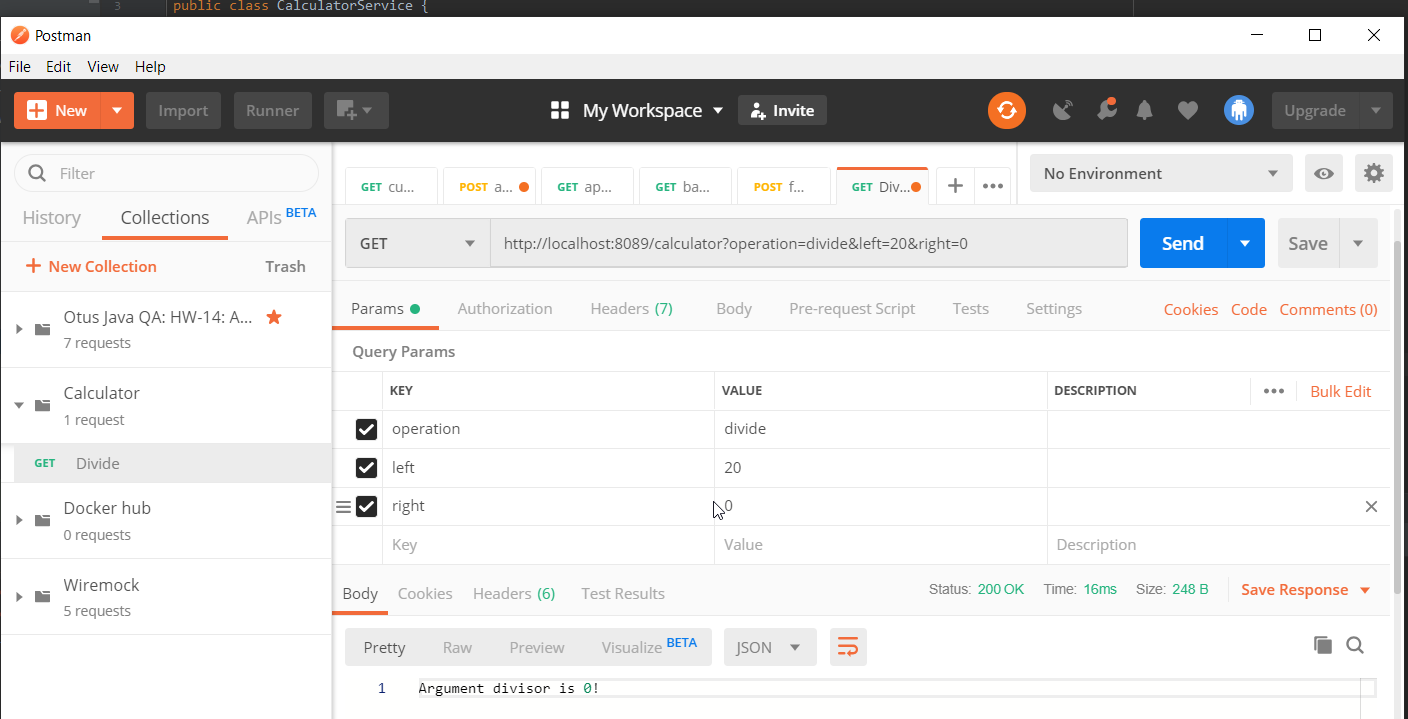 3 public class CalculatorService {
Postman
File Edit View Help
New Import Runner My Workspace Invite Upgrade
Filter
History Collections APIs BETA
New Collection Trash
Otus Java QA: HW-14: A...
7 requests
Calculator
1 request
GET Divide
Docker hub
0 requests
Wiremock
5 requests
GET cu... POST a... GET ap... GET ba... POST f... GET Div... No Environment
GET http://localhost:8089/calculator?operation=divide&left=20&right=0 Send Save
Params Authorization Headers (7) Body Pre-request Script Tests Settings Cookies Code Comments (0)
Query Params
KEY VALUE DESCRIPTION Bulk Edit
operation divide
left 20
right 0
Key Value Description
Body Cookies Headers (6) Test Results Status: 200 OK Time: 16ms Size: 248 B Save Response
Pretty Raw Preview Visualize BETA JSON
1 Argument divisor is 0!